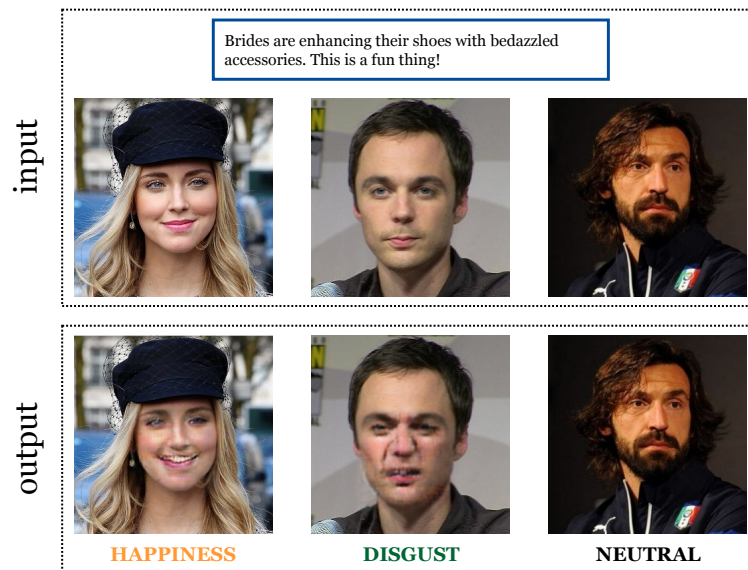 Brides are enhancing their shoes with bedazzled
accessories. This is a fun thing!
input
output
HAPPINESS
DISGUST
NEUTRAL